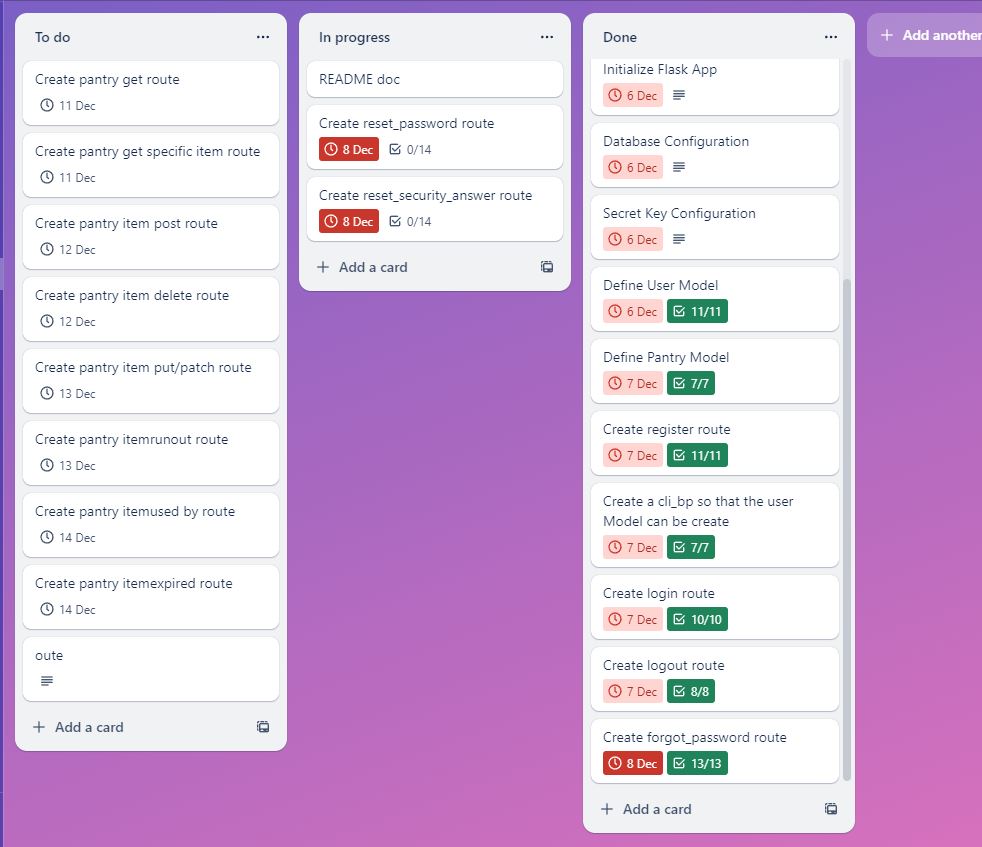 To do
Create pantry get route
11 Dec
Create pantry get specific item route
11 Dec
Create pantry item post route
12 Dec
Create pantry item delete route
12 Dec
Create pantry item put/patch route
13 Dec
Create pantry itemrunout route
13 Dec
Create pantry itemused by route
14 Dec
Create pantry itemexpired route
14 Dec
oute
Add a card
In progress
README doc
Create reset_password route
8 Dec 0/14
Create reset_security_answer route
8 Dec 0/14
Add a card
Done
Initialize Flask App
6 Dec
Database Configuration
6 Dec
Secret Key Configuration
6 Dec
Define User Model
6 Dec 11/11
Define Pantry Model
7 Dec 7/7
Create register route
7 Dec 11/11
Create a cli_bp so that the user
Model can be create
7 Dec 7/7
Create login route
7 Dec 10/10
Create logout route
7 Dec 8/8
Create forgot_password route
8 Dec 13/13
Add a card
Add another